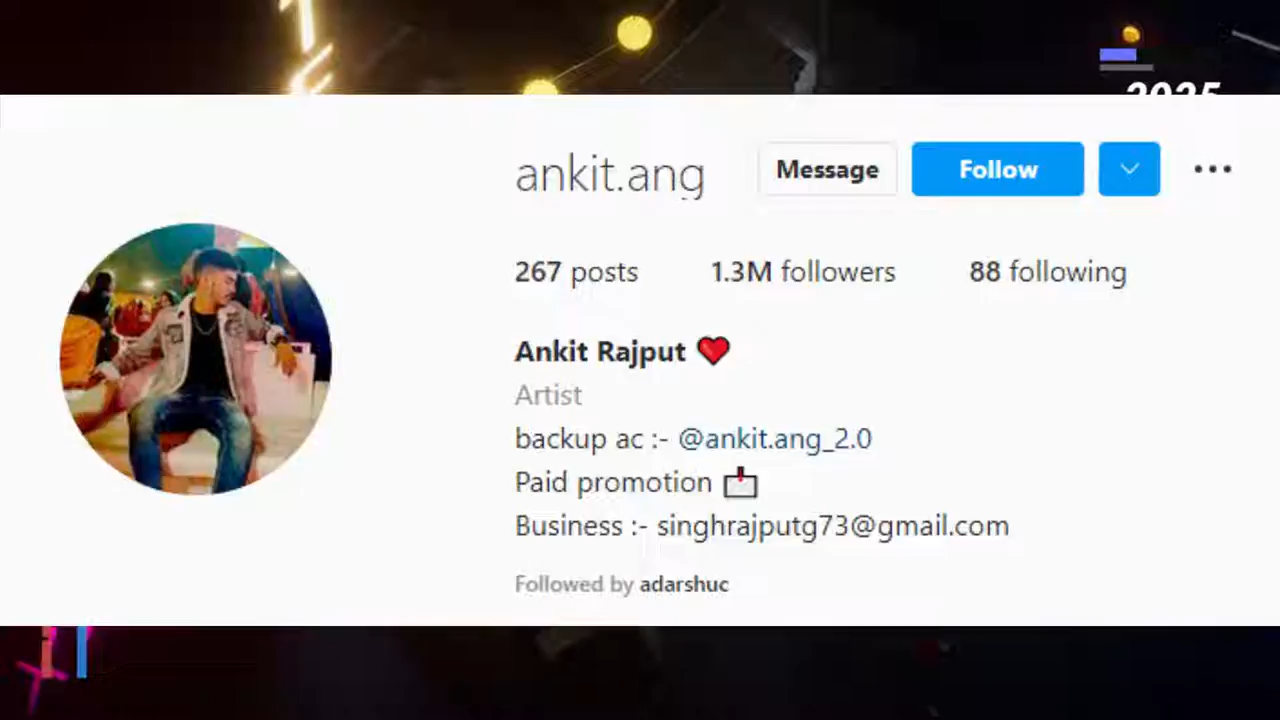 2025
ankit.ang Message Follow
267 posts 1.3M followers 88 following
Ankit Rajput ❤️
Artist
backup ac :- @ankit.ang_2.0
Paid promotion 📩
Business :- singhrajputg73@gmail.com
Followed by adarshuc